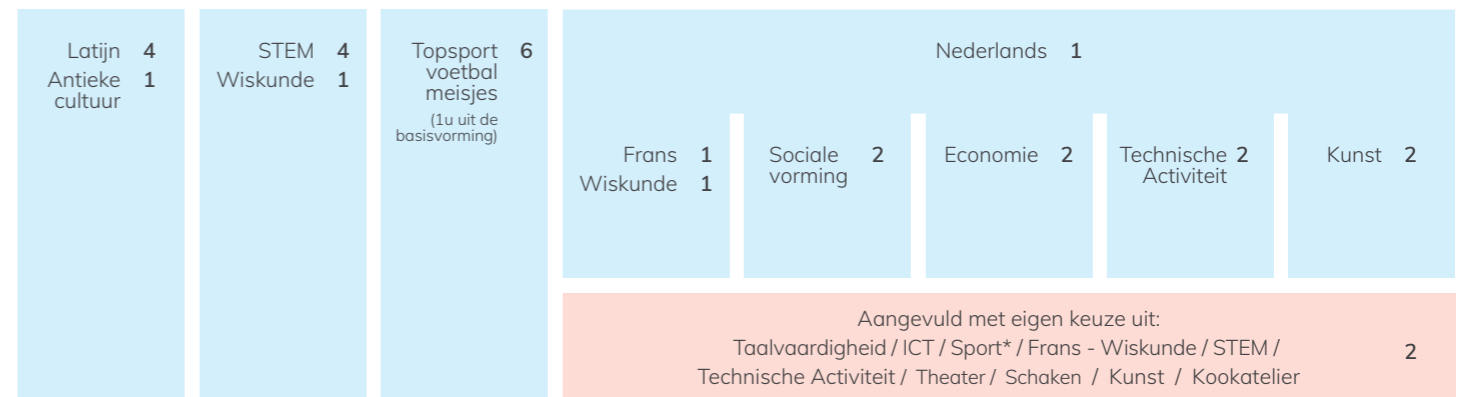 Latijn 4
Antieke 1
cultuur
STEM 4
Wiskunde 1
Topsport 6
voetbal
meisjes
(1u uit de
basisvorming)
Nederlands 1
Frans 1
Wiskunde 1
Sociale 2
vorming
Economie 2
Technische 2
Activiteit
Kunst 2
Aangevuld met eigen keuze uit:
Taalvaardigheid / ICT / Sport* / Frans - Wiskunde / STEM /
Technische Activiteit / Theater / Schaken / Kunst / Kookatelier
2